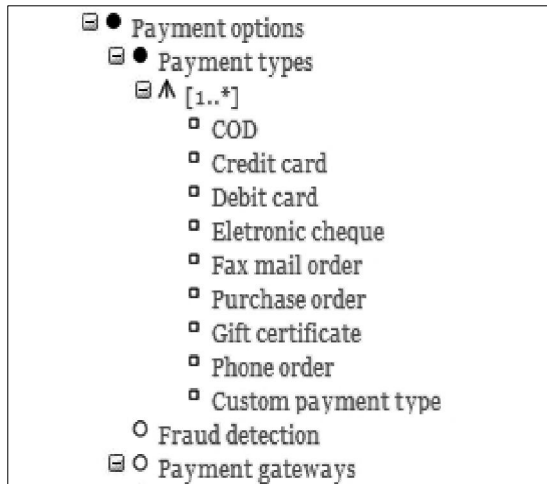 Payment options
Payment types
[1..*]
COD
Credit card
Debit card
Eletronic cheque
Fax mail order
Purchase order
Gift certificate
Phone order
Custom payment type
Fraud detection
Payment gateways